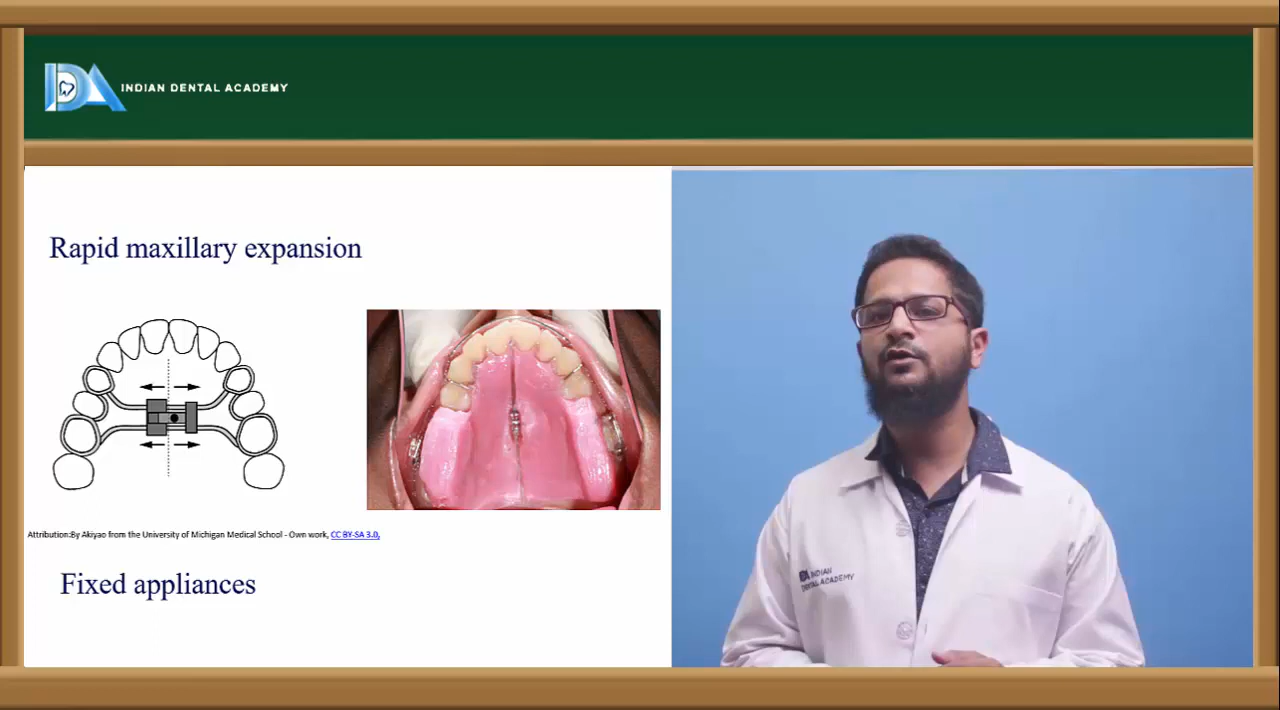 IDA
INDIAN DENTAL ACADEMY
Rapid maxillary expansion
Attribution:By Akiyao from the University of Michigan Medical School - Own work, CC BY-SA 3.0,
Fixed appliances
INDIAN
DENTAL ACADEMY